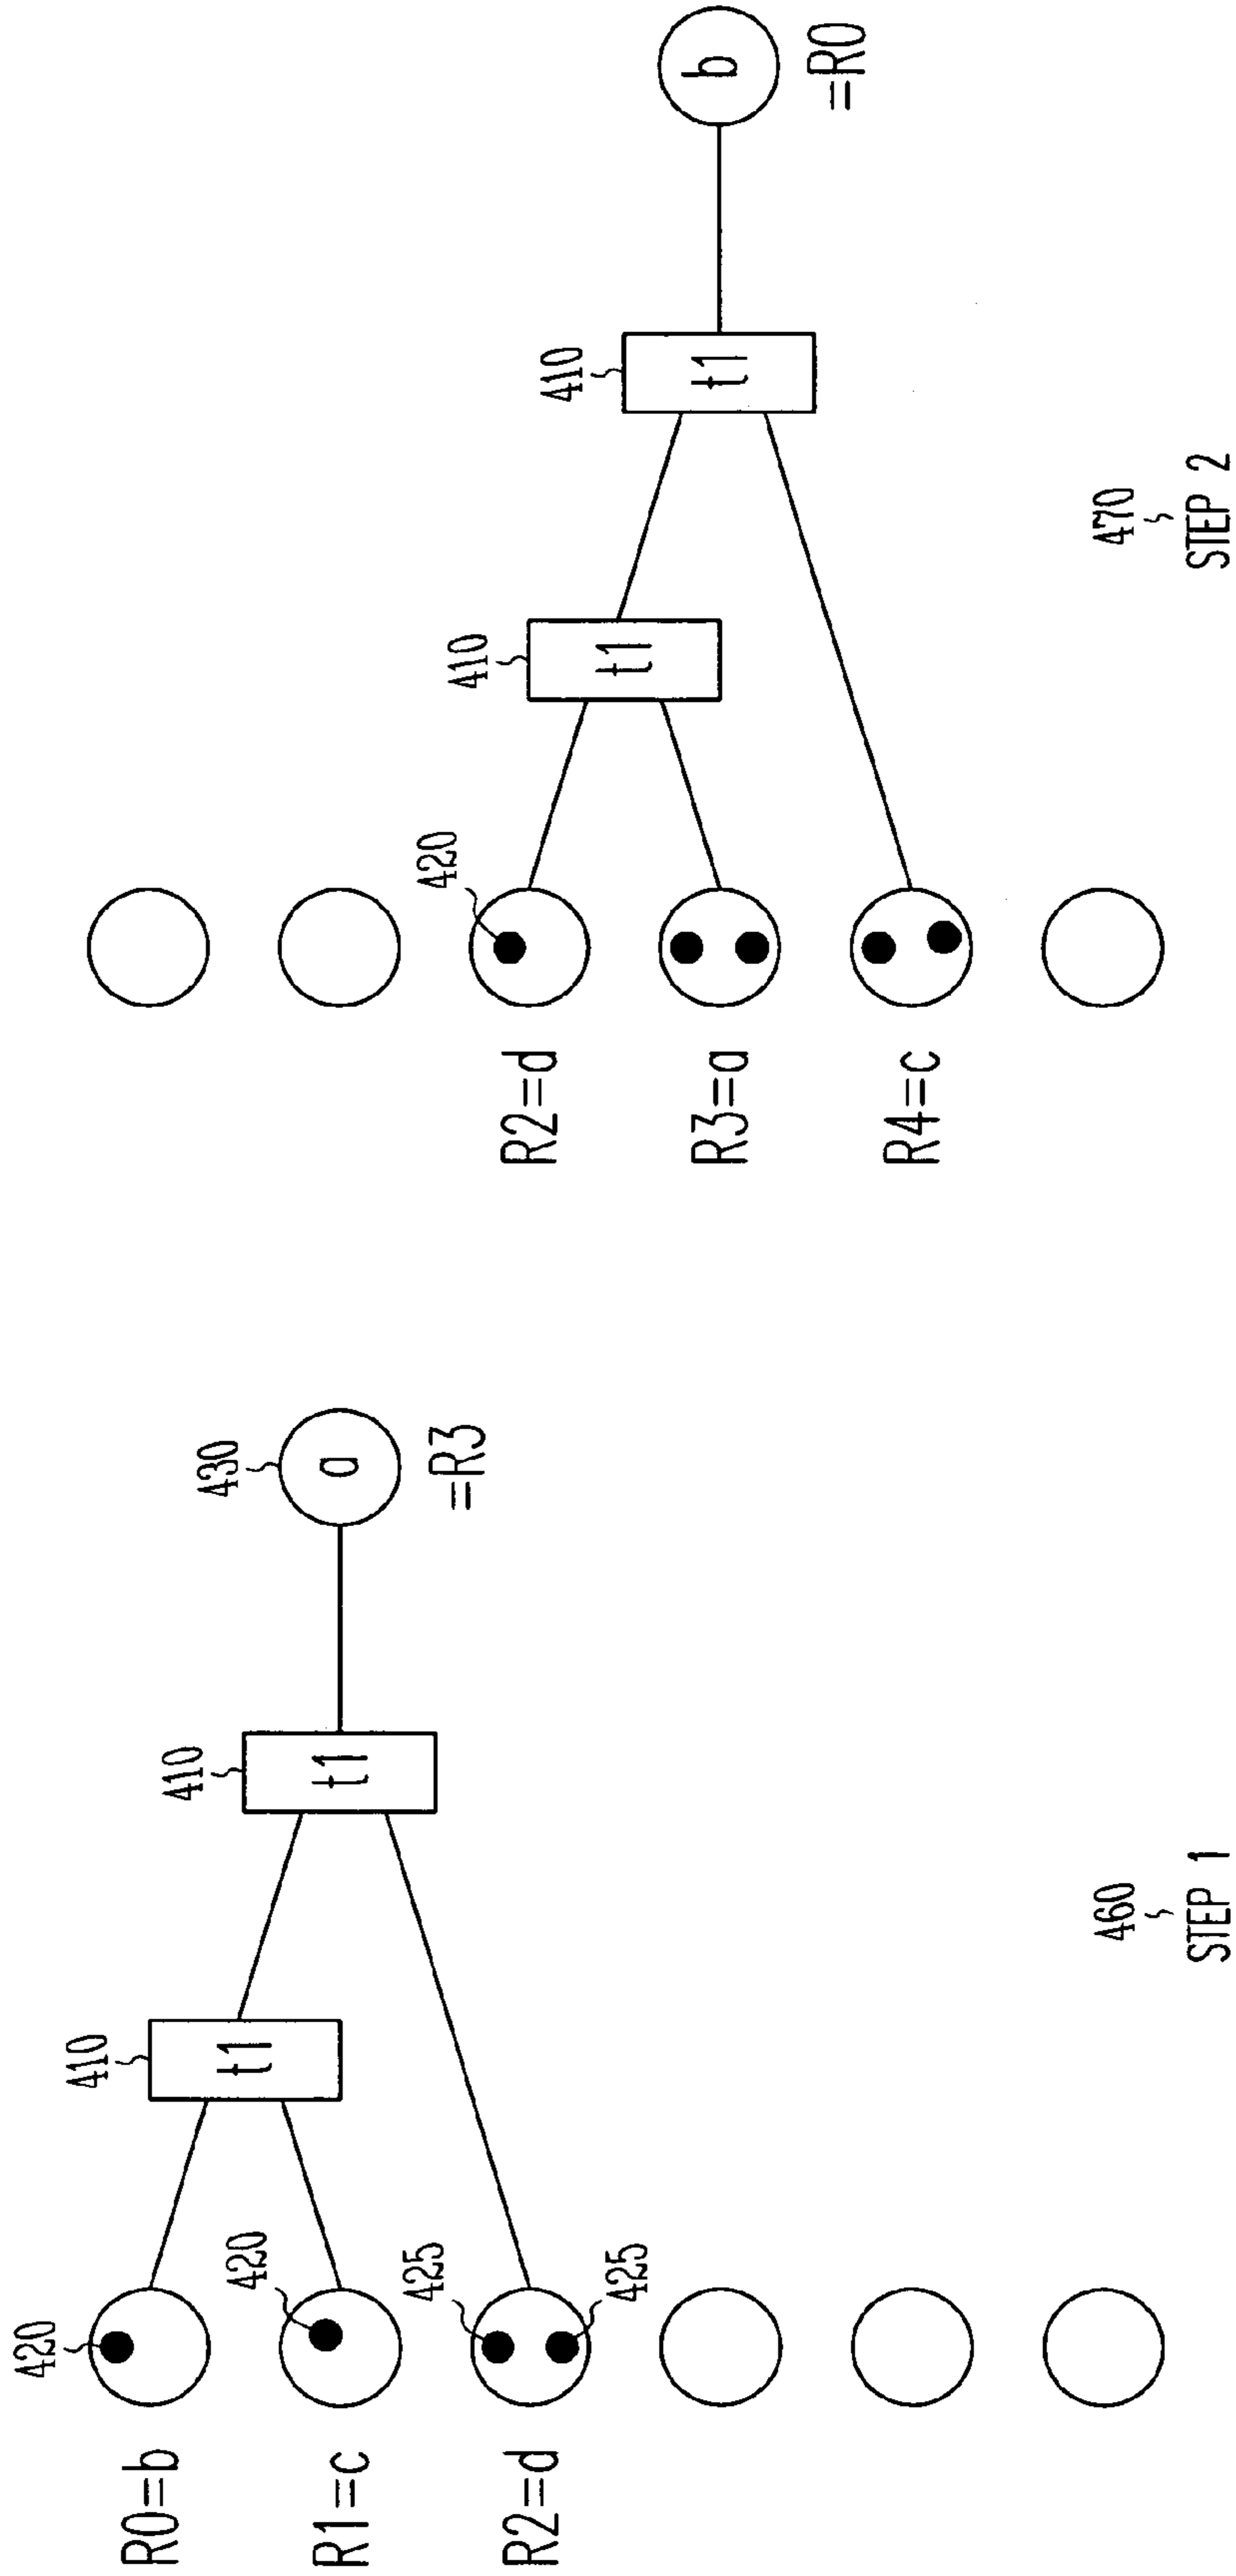 420
R0=b
410
t1
410
t1
430
a
=R3
420
R1=c
425
425
R2=d
460
STEP 1
420
R2=d
410
t1
410
t1
b
=R0
R3=a
R4=c
470
STEP 2